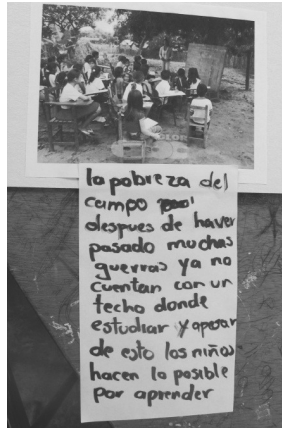 COLOR
la pobreza del
campo
despues de haver
pasado muchas
guerras ya no
cuentan con un
techo donde
estudiar y apesar
de esto los niños
hacen lo posible
por aprender